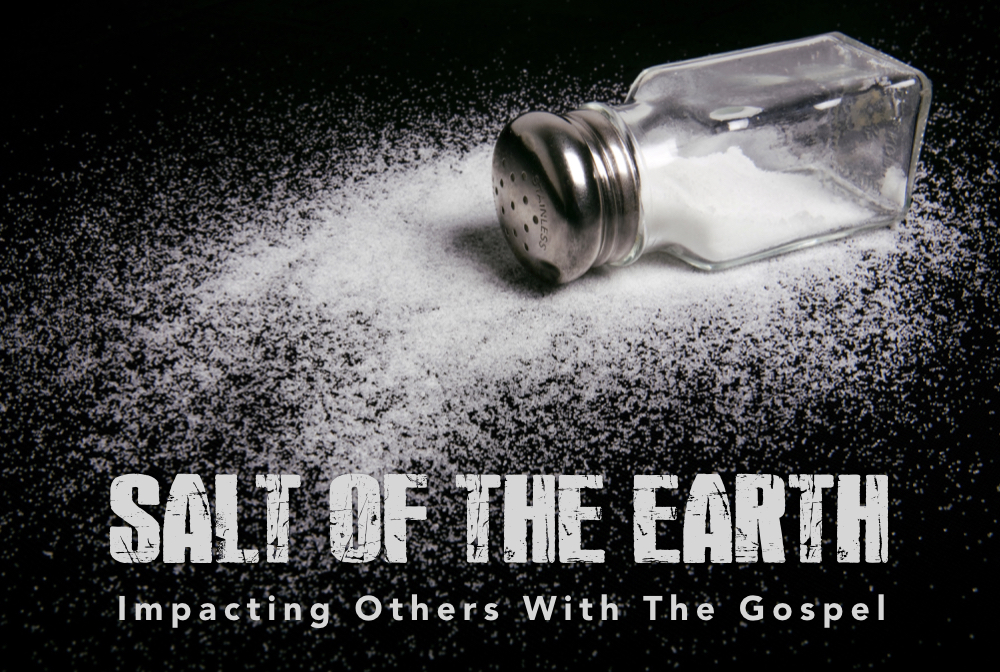 SALT OF THE EARTH
Impacting Others With The Gospel